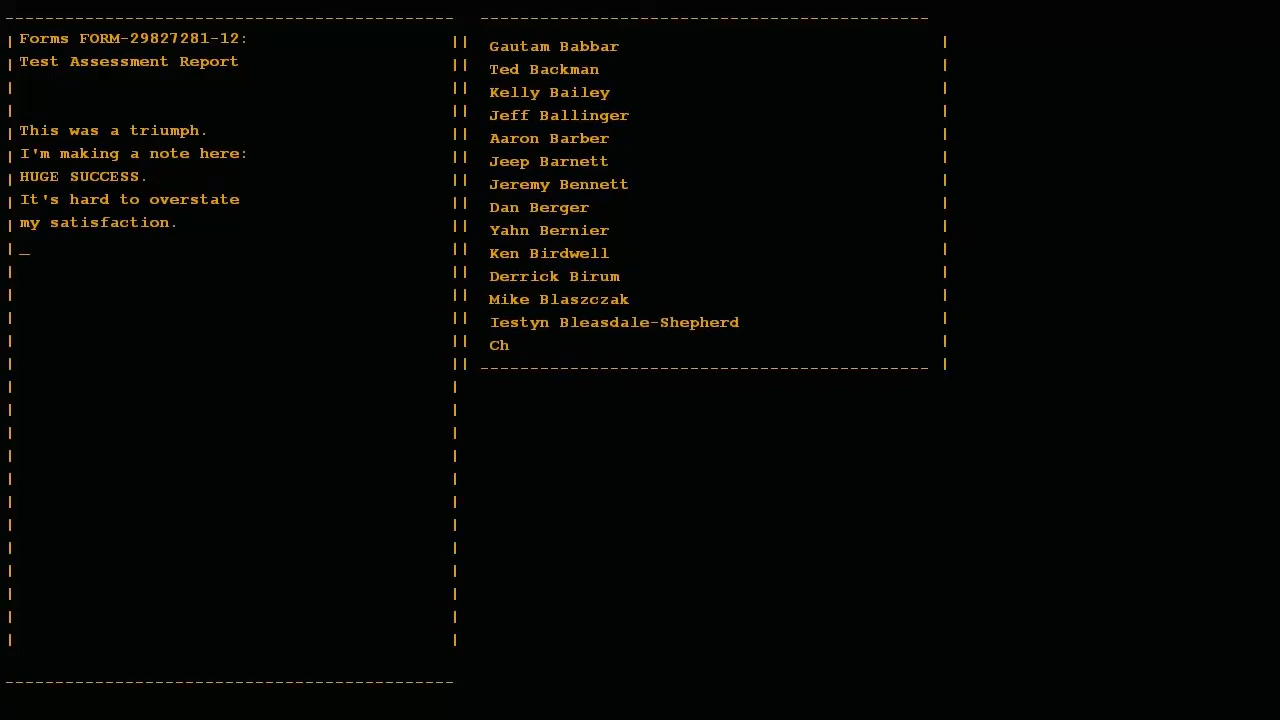 Forms FORM-29827281-12:
Test Assessment Report
This was a triumph.
I'm making a note here:
HUGE SUCCESS.
It's hard to overstate
my satisfaction.
_
Gautam Babbar
Ted Backman
Kelly Bailey
Jeff Ballinger
Aaron Barber
Jeep Barnett
Jeremy Bennett
Dan Berger
Yahn Bernier
Ken Birdwell
Derrick Birum
Mike Blaszczak
Iestyn Bleasdale-Shepherd
Ch